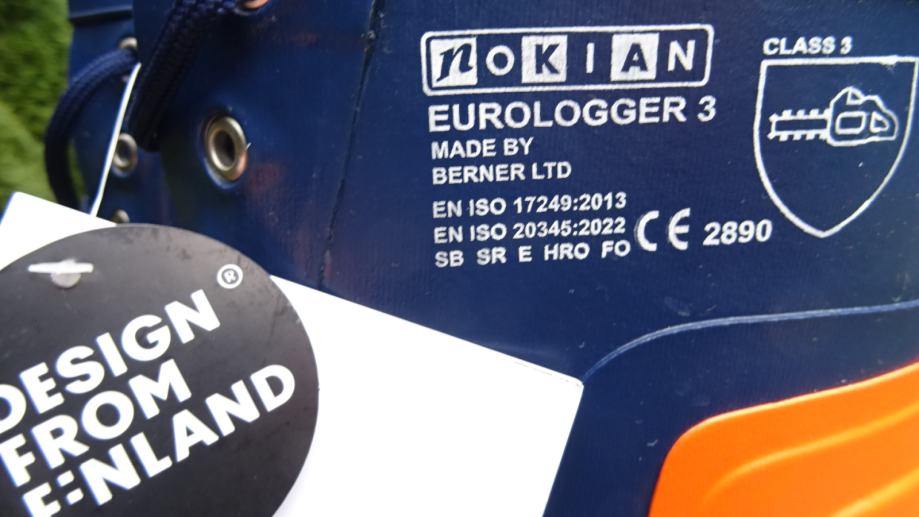 NOKIAN
CLASS 3
EUROLOGGER 3
MADE BY
BERNER LTD
EN ISO 17249:2013
EN ISO 20345:2022
SB SR E HRO FO
CE 2890
DESIGN ®
FROM
FINLAND